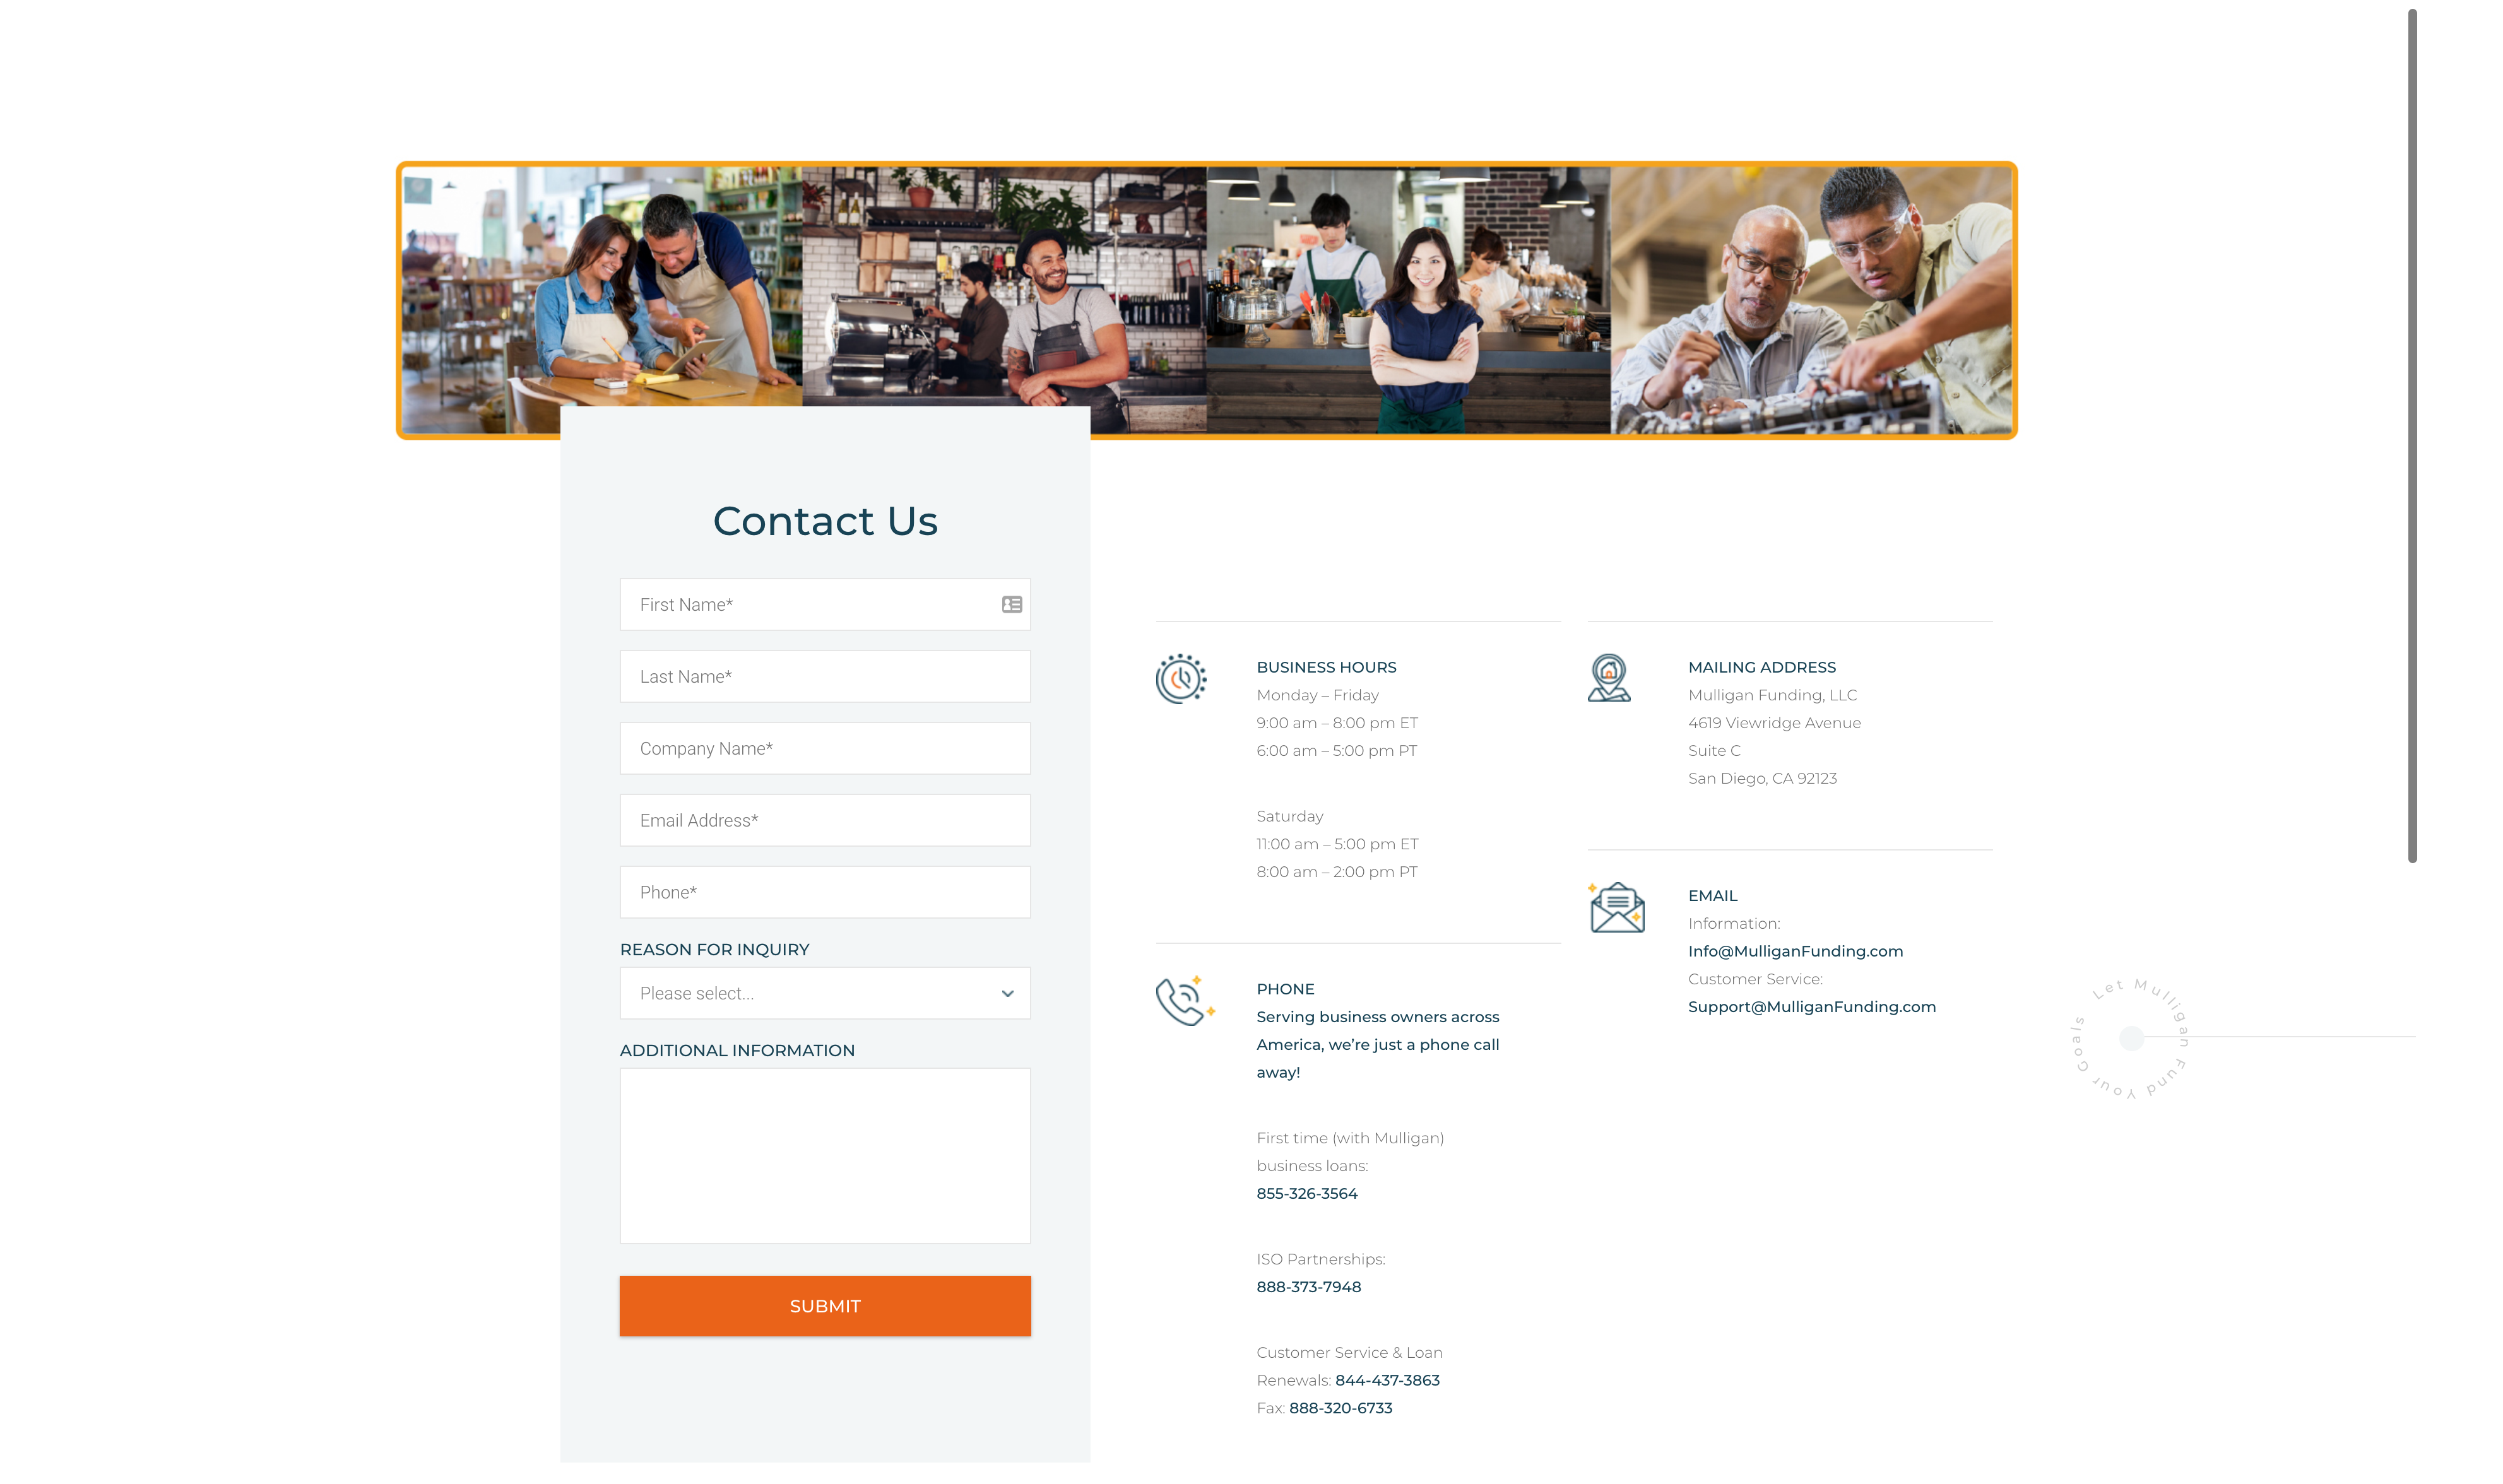 Contact Us
First Name*
Last Name*
Company Name*
Email Address*
Phone*
REASON FOR INQUIRY
Please select...
ADDITIONAL INFORMATION
SUBMIT
BUSINESS HOURS
Monday – Friday
9:00 am – 8:00 pm ET
6:00 am – 5:00 pm PT
Saturday
11:00 am – 5:00 pm ET
8:00 am – 2:00 pm PT
PHONE
Serving business owners across
America, we’re just a phone call
away!
First time (with Mulligan)
business loans:
855-326-3564
ISO Partnerships:
888-373-7948
Customer Service & Loan
Renewals: 844-437-3863
Fax: 888-320-6733
MAILING ADDRESS
Mulligan Funding, LLC
4619 Viewridge Avenue
Suite C
San Diego, CA 92123
EMAIL
Information:
Info@MulliganFunding.com
Customer Service:
Support@MulliganFunding.com
Let Mulligan Fund Your Goals